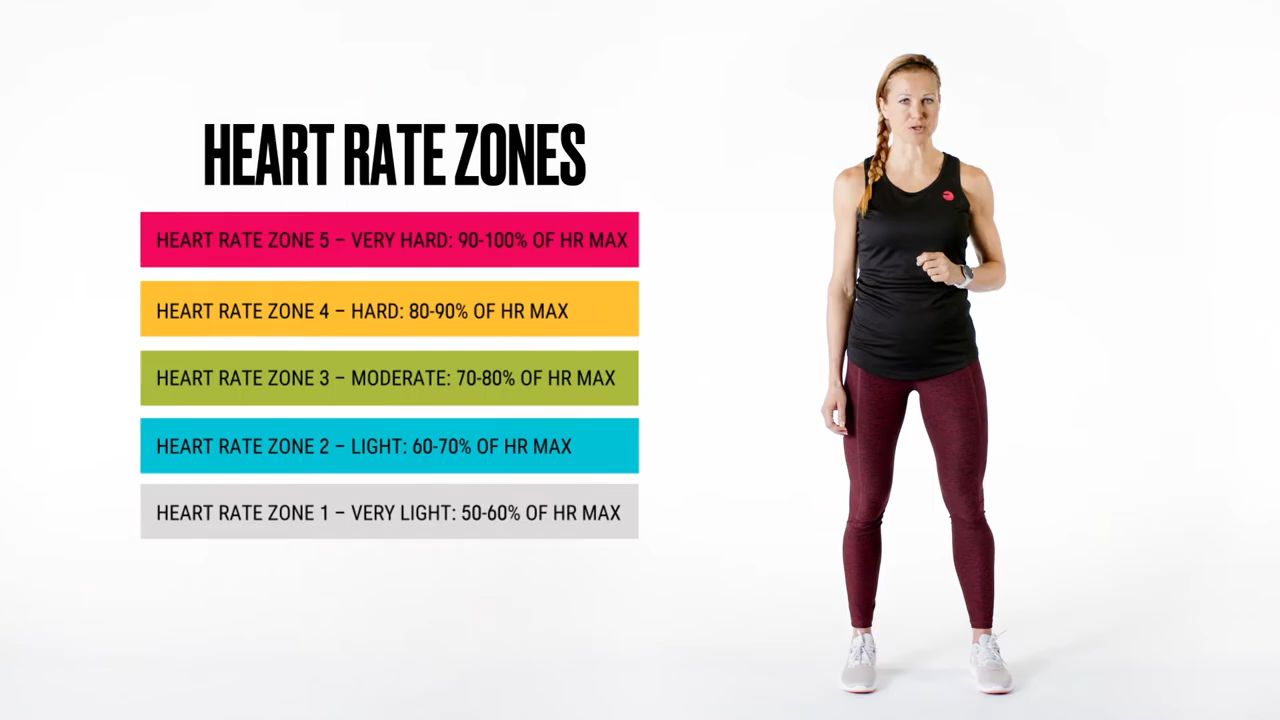 HEART RATE ZONES
HEART RATE ZONE 5 – VERY HARD: 90-100% OF HR MAX
HEART RATE ZONE 4 – HARD: 80-90% OF HR MAX
HEART RATE ZONE 3 – MODERATE: 70-80% OF HR MAX
HEART RATE ZONE 2 – LIGHT: 60-70% OF HR MAX
HEART RATE ZONE 1 – VERY LIGHT: 50-60% OF HR MAX